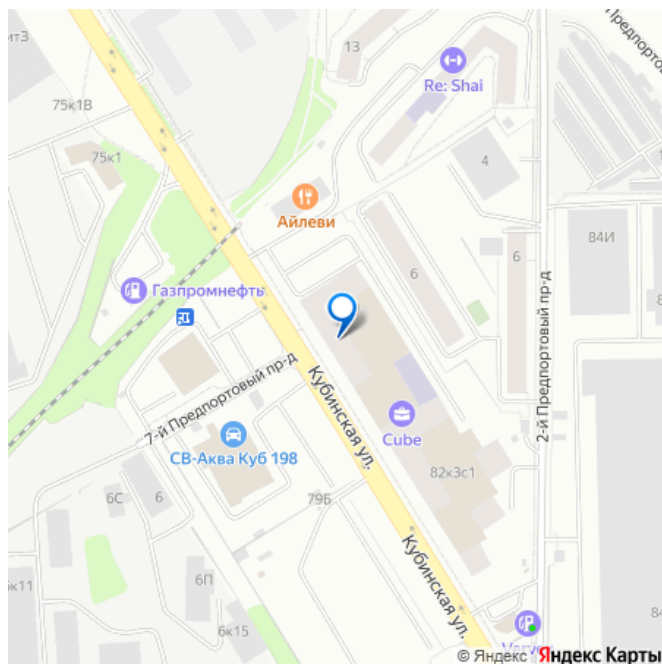 Предпорто
13
Re: Shai
75к1В
75к1
4
Айлеви
84И
6
6
Газпромнефть
2-й Предпортовый пр-д
7-й Предпортовый пр-д
Кубинская ул.
Cube
СВ-Аква Куб 198
82к3с1
6С
6
79Б
Кубинская ул.
6П
6к15
© Яндекс Яндекс Карты